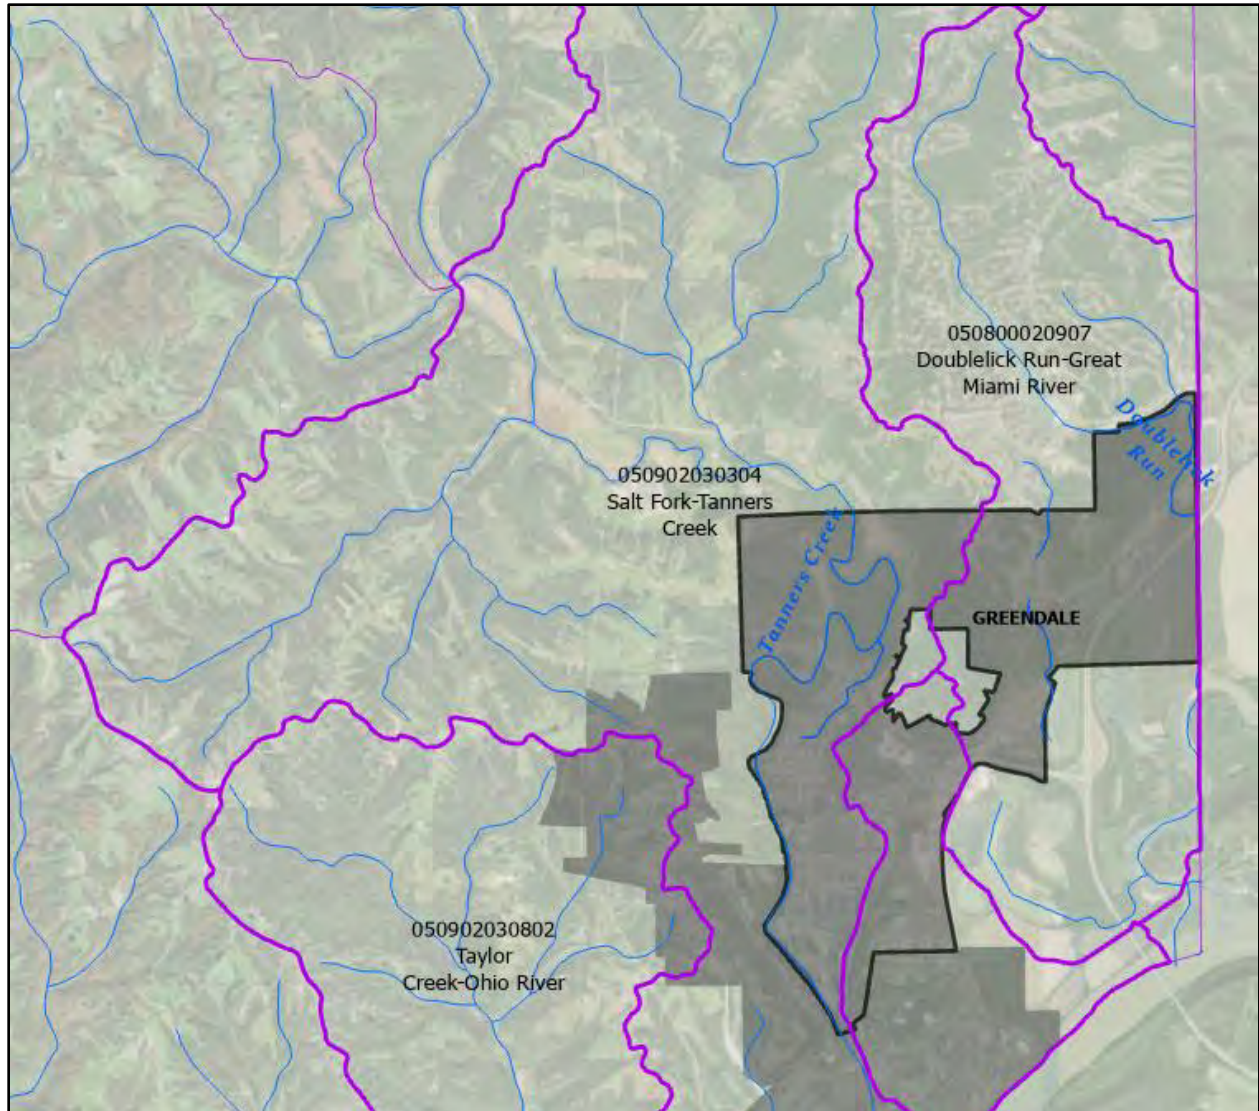 050800020907
Doublelick Run-Great
Miami River
Doublelick
Run
050902030304
Salt Fork-Tanners
Creek
Tanners Creek
GREENDALE
050902030802
Taylor
Creek-Ohio River